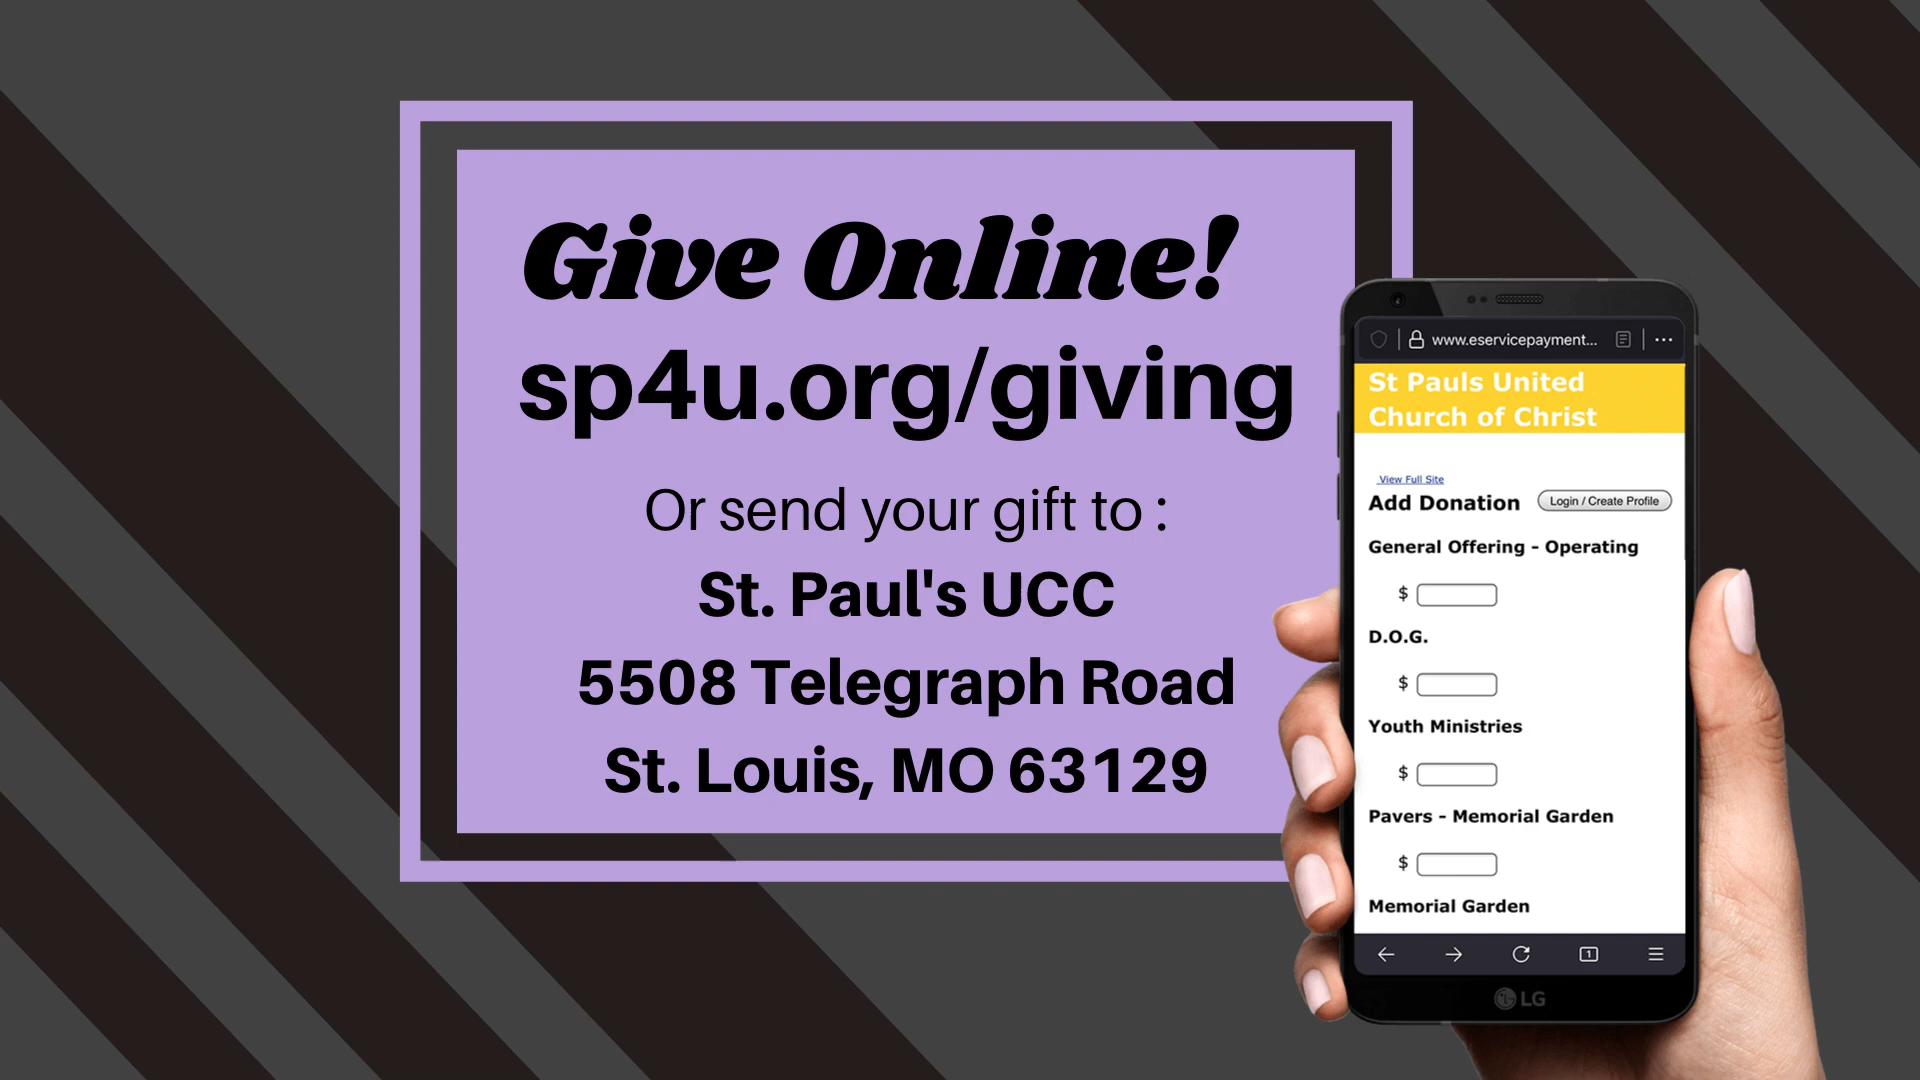 Give Online!
sp4u.org/giving
Or send your gift to :
St. Paul's UCC
5508 Telegraph Road
St. Louis, MO 63129
www.eservicepayment...
St Pauls United
Church of Christ
View Full Site
Add Donation
Login / Create Profile
General Offering - Operating
$
D.O.G.
$
Youth Ministries
$
Pavers - Memorial Garden
$
Memorial Garden
1
LG